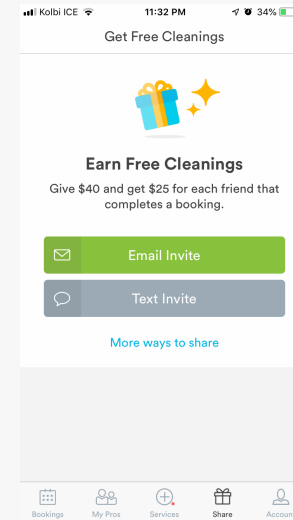 Kolbi ICE 11:32 PM 34%
Get Free Cleanings
Earn Free Cleanings
Give $40 and get $25 for each friend that
completes a booking.
Email Invite
Text Invite
More ways to share
Bookings My Pros Services Share Accoun